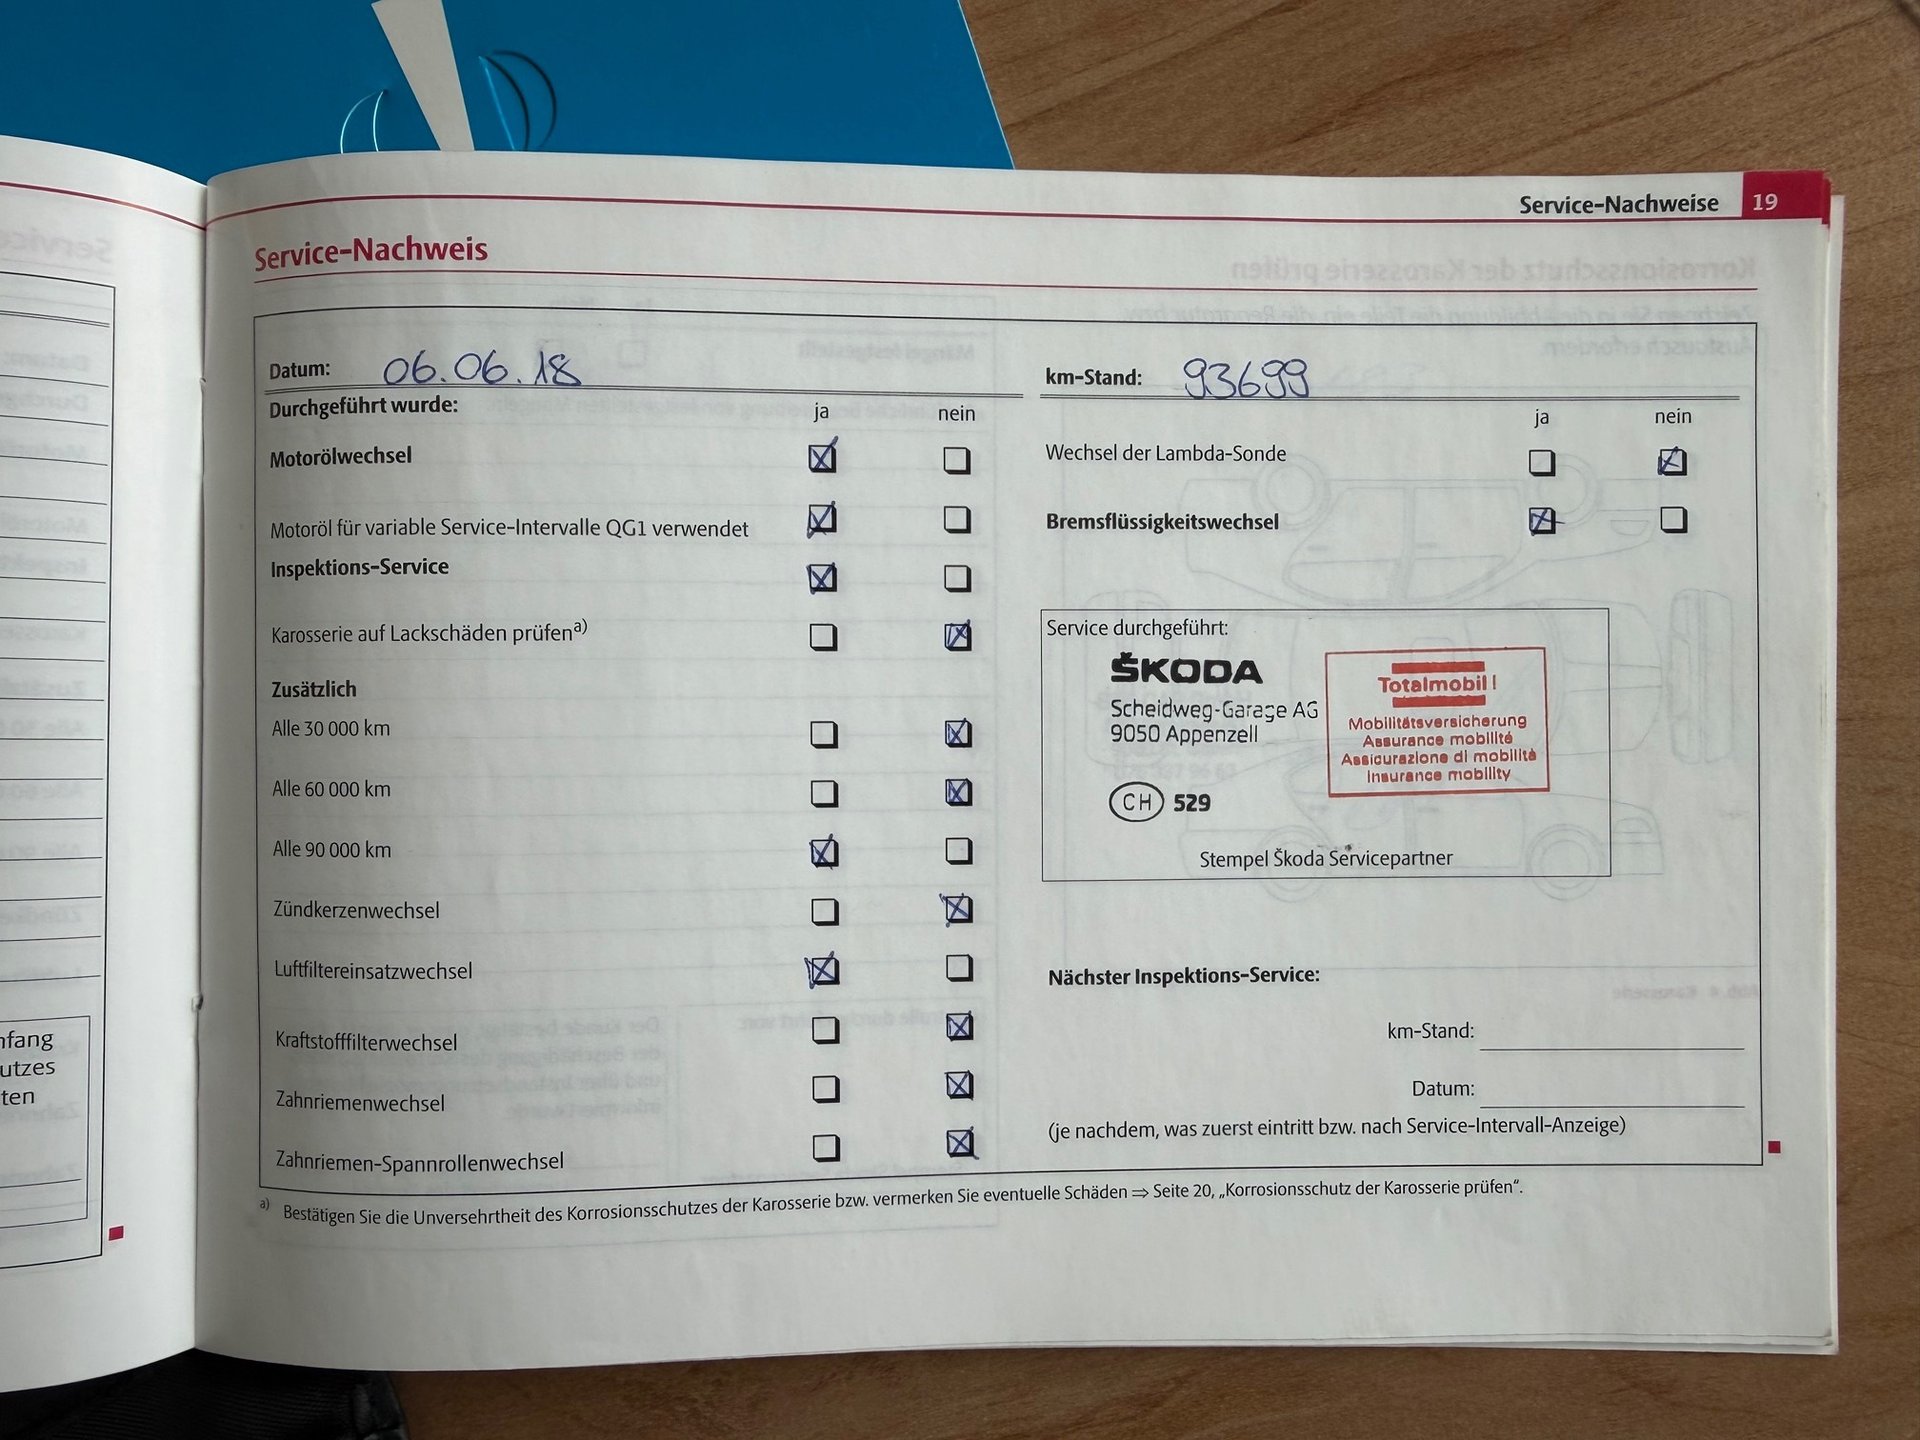 Service-Nachweise 19
Service-Nachweis
Datum: 06.06.18
km-Stand: 93699
Durchgeführt wurde: ja nein
ja nein
Motorölwechsel
Wechsel der Lambda-Sonde
Motoröl für variable Service-Intervalle QG1 verwendet
Bremsflüssigkeitswechsel
Inspektions-Service
Karosserie auf Lackschäden prüfen a)
Zusätzlich
Alle 30 000 km
Alle 60 000 km
Alle 90 000 km
Zündkerzenwechsel
Luftfiltereinsatzwechsel
Kraftstofffilterwechsel
Zahnriemenwechsel
Zahnriemen-Spannrollenwechsel
Service durchgeführt:
ŠKODA
Scheidweg-Garage AG
9050 Appenzell
CH 529
Totalmobil!
Mobilitätsversicherung
Assurance mobilité
Assicurazione di mobilità
Insurance mobility
Stempel Škoda Servicepartner
Nächster Inspektions-Service:
km-Stand:
Datum:
(je nachdem, was zuerst eintritt bzw. nach Service-Intervall-Anzeige)
a) Bestätigen Sie die Unversehrtheit des Korrosionsschutzes der Karosserie bzw. vermerken Sie eventuelle Schäden ⇒ Seite 20, „Korrosionsschutz der Karosserie prüfen“.
nfang
utzes
ten